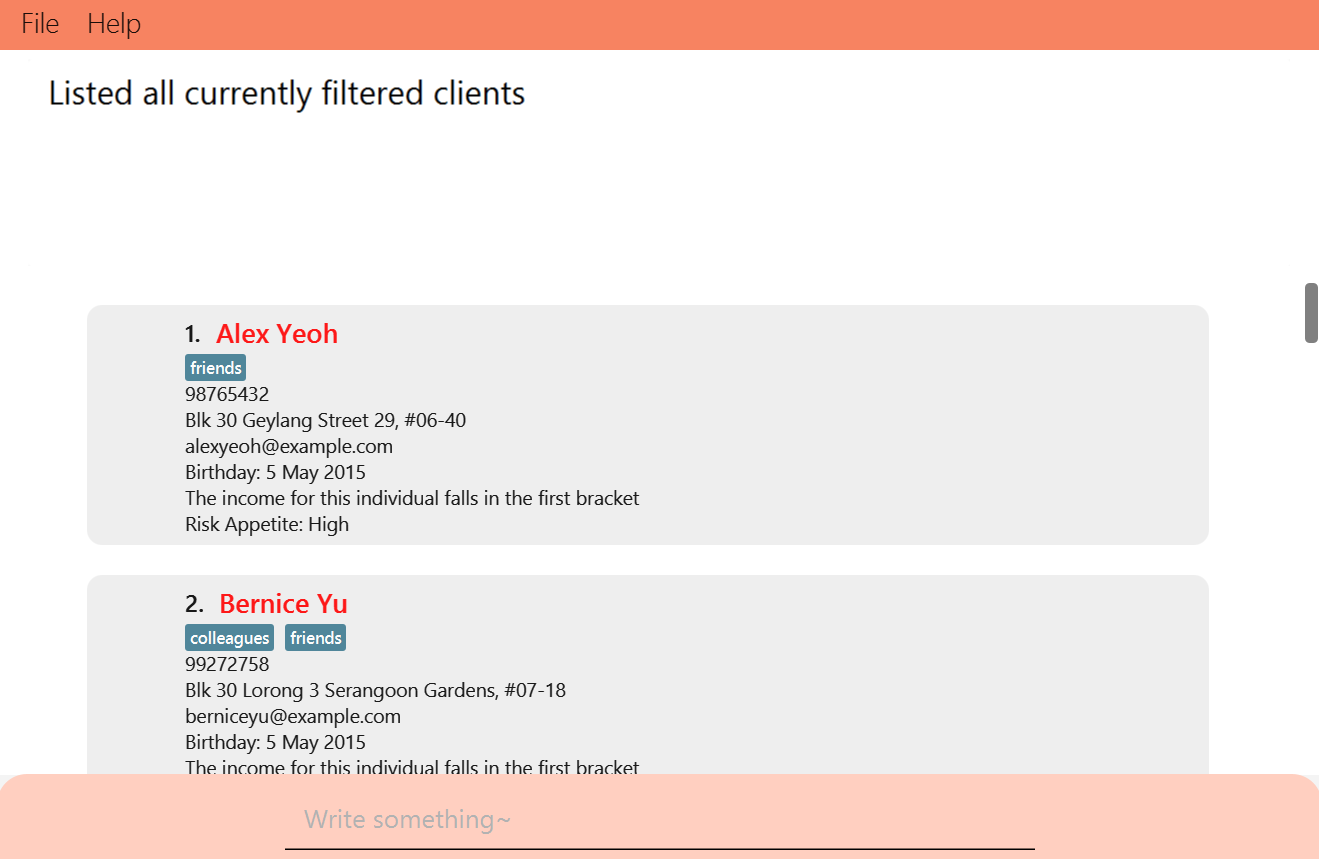 File Help
Listed all currently filtered clients
1. Alex Yeoh
friends
98765432
Blk 30 Geylang Street 29, #06-40
alexyeoh@example.com
Birthday: 5 May 2015
The income for this individual falls in the first bracket
Risk Appetite: High
2. Bernice Yu
colleagues friends
99272758
Blk 30 Lorong 3 Serangoon Gardens, #07-18
berniceyu@example.com
Birthday: 5 May 2015
The income for this individual falls in the first bracket
Write something~